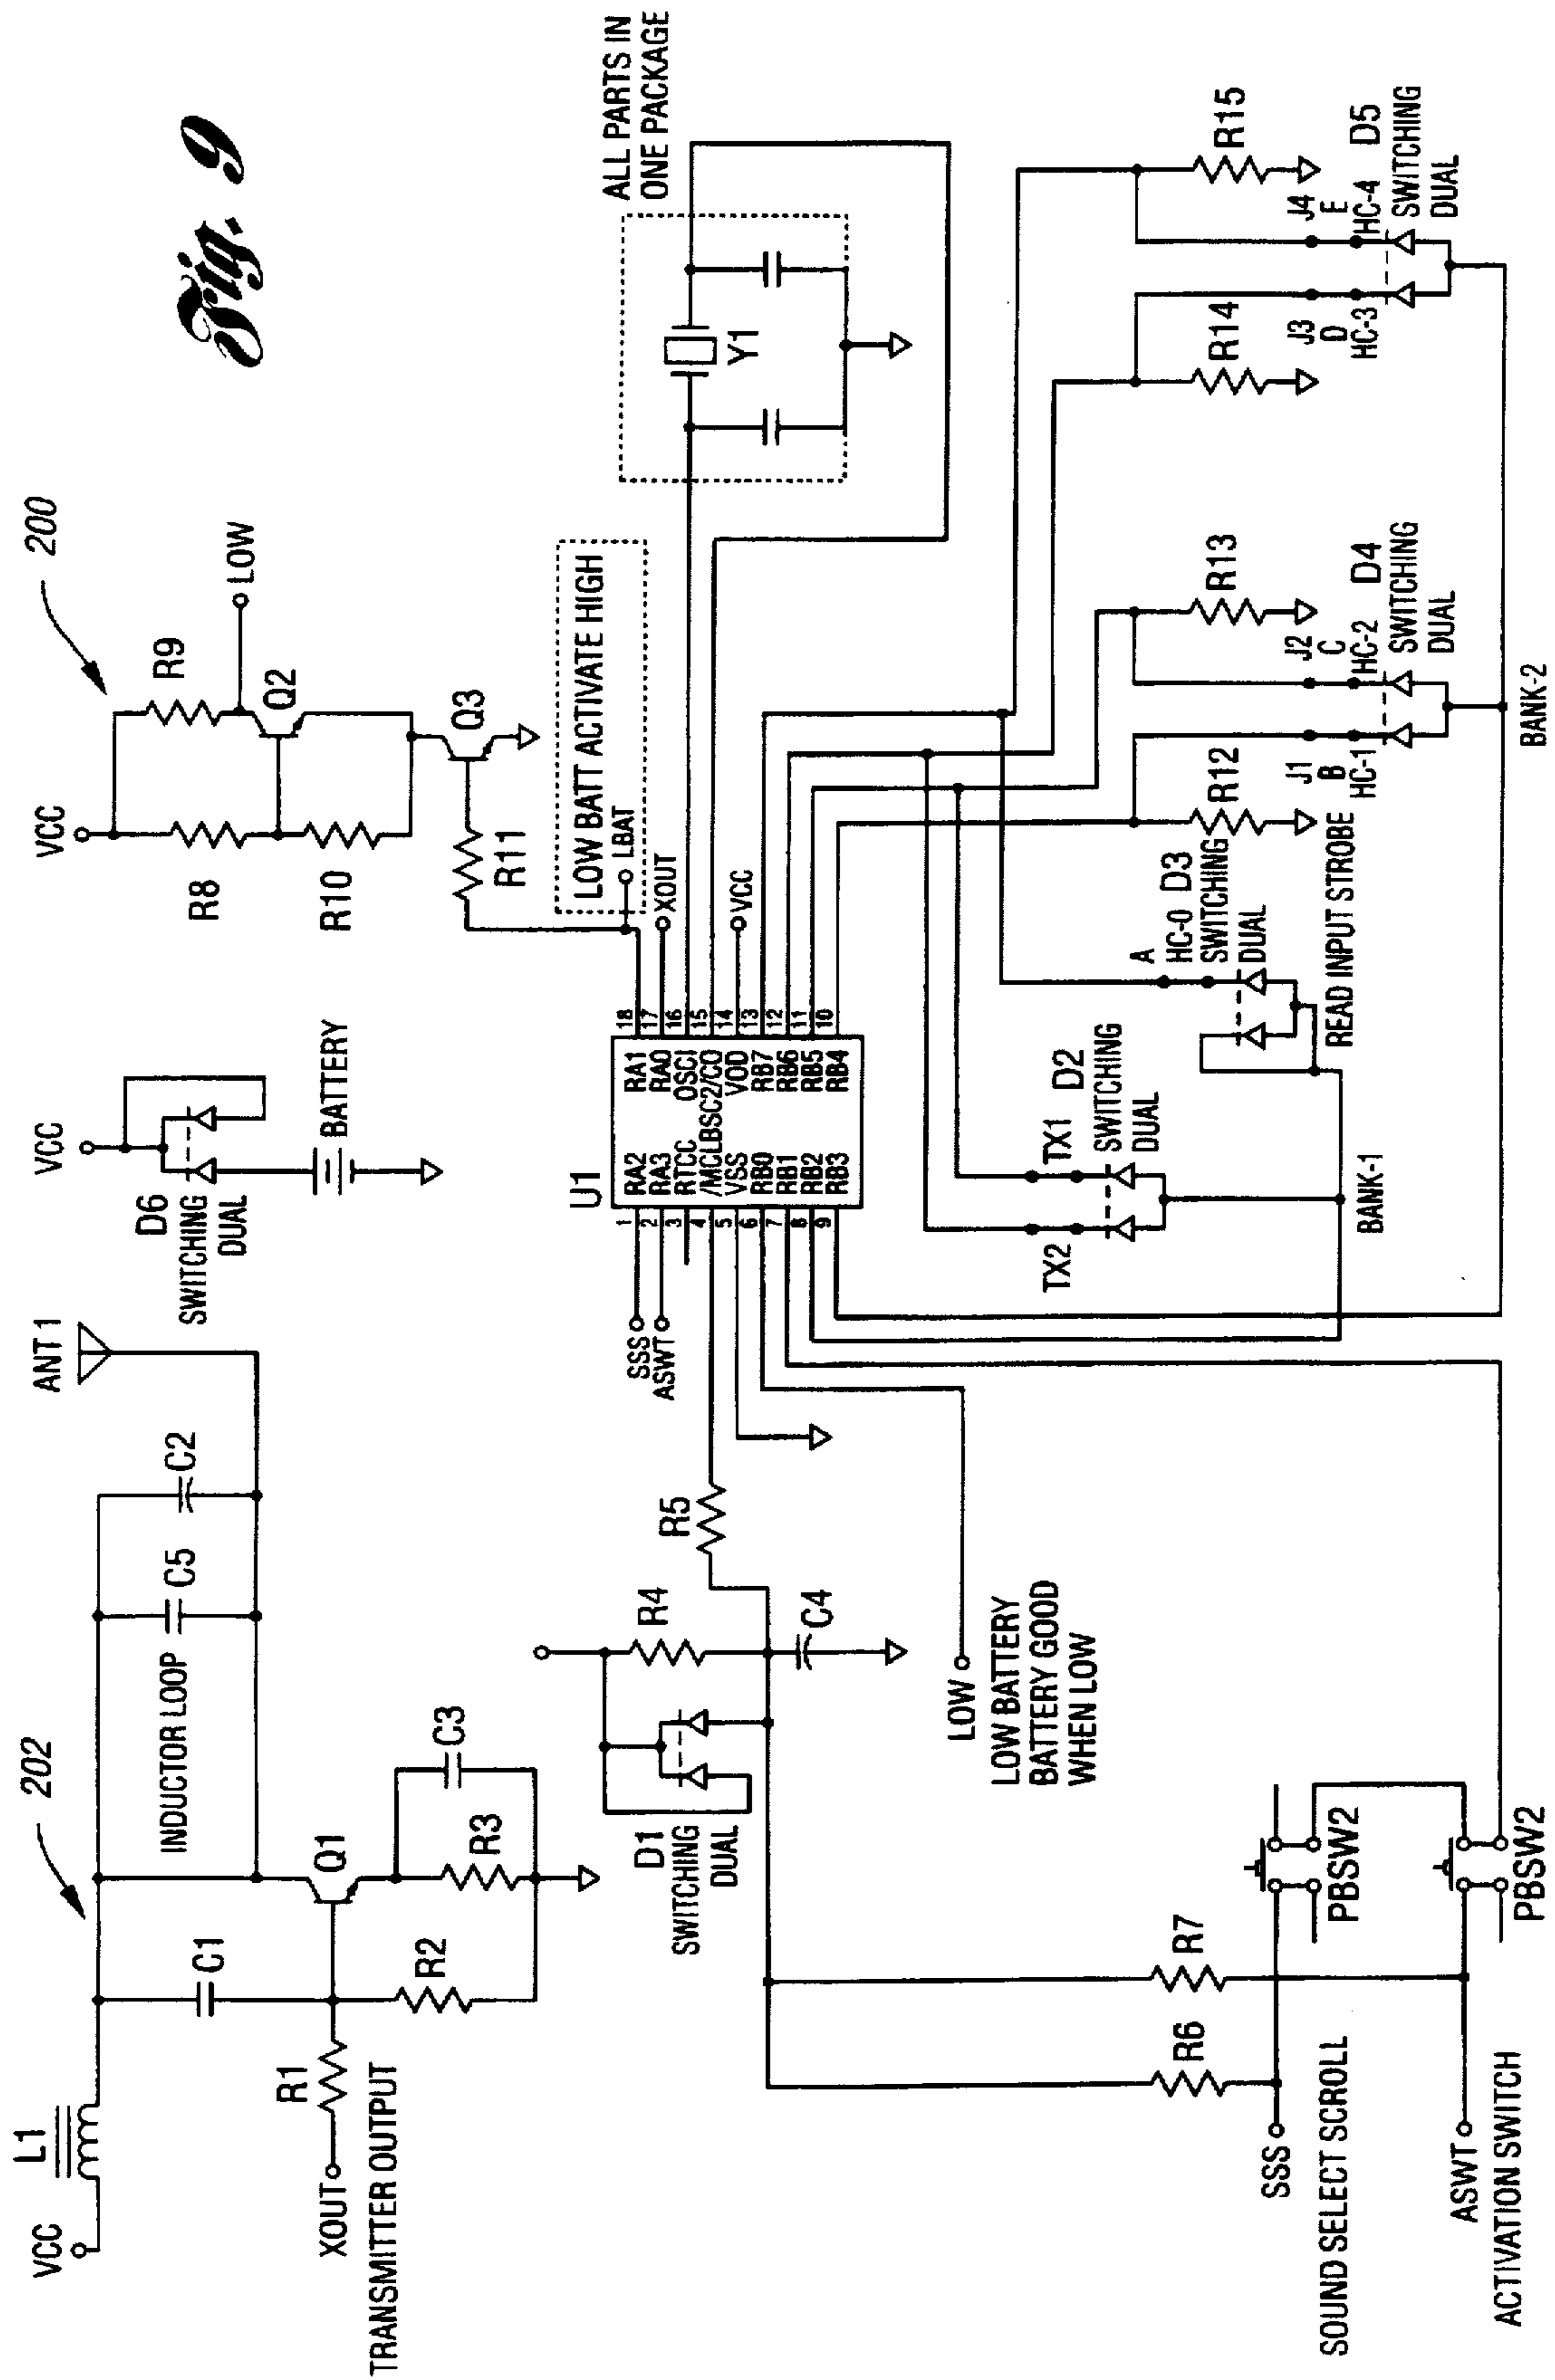 Fig. 9
VCC
L1
202
C1
R1
XOUT
TRANSMITTER OUTPUT
R2
Q1
R3
C3
INDUCTOR LOOP
C5
C2
ANT1
VCC
D6
SWITCHING
DUAL
BATTERY
200
VCC
R8
R9
R10
Q2
LOW
Q3
R11
LOW BATT ACTIVATE HIGH
LBAT
XOUT
VCC
ALL PARTS IN
ONE PACKAGE
Y1
D1
SWITCHING
DUAL
R4
R5
C4
LOW
LOW BATTERY
BATTERY GOOD
WHEN LOW
SSS
ASWT
U1
1 RA2 RA1 18
2 RA3 RA0 17
3 RTCC OSCI 16
4 /MCLBSC2/CO 15
5 VSS VOD 14
6 RB0 RB7 13
7 RB1 RB6 12
8 RB2 RB5 11
9 RB3 RB4 10
TX2
TX1
D2
SWITCHING
DUAL
BANK-1
A
HC-0 D3
SWITCHING
DUAL
READ INPUT STROBE
R12
J1
B
HC-1
J2
C
HC-2
R13
D4
SWITCHING
DUAL
BANK-2
R14
J3
D
HC-3
J4
E
HC-4
R15
D5
SWITCHING
DUAL
R6
R7
SSS
SOUND SELECT SCROLL
PBSW2
ASWT
ACTIVATION SWITCH
PBSW2